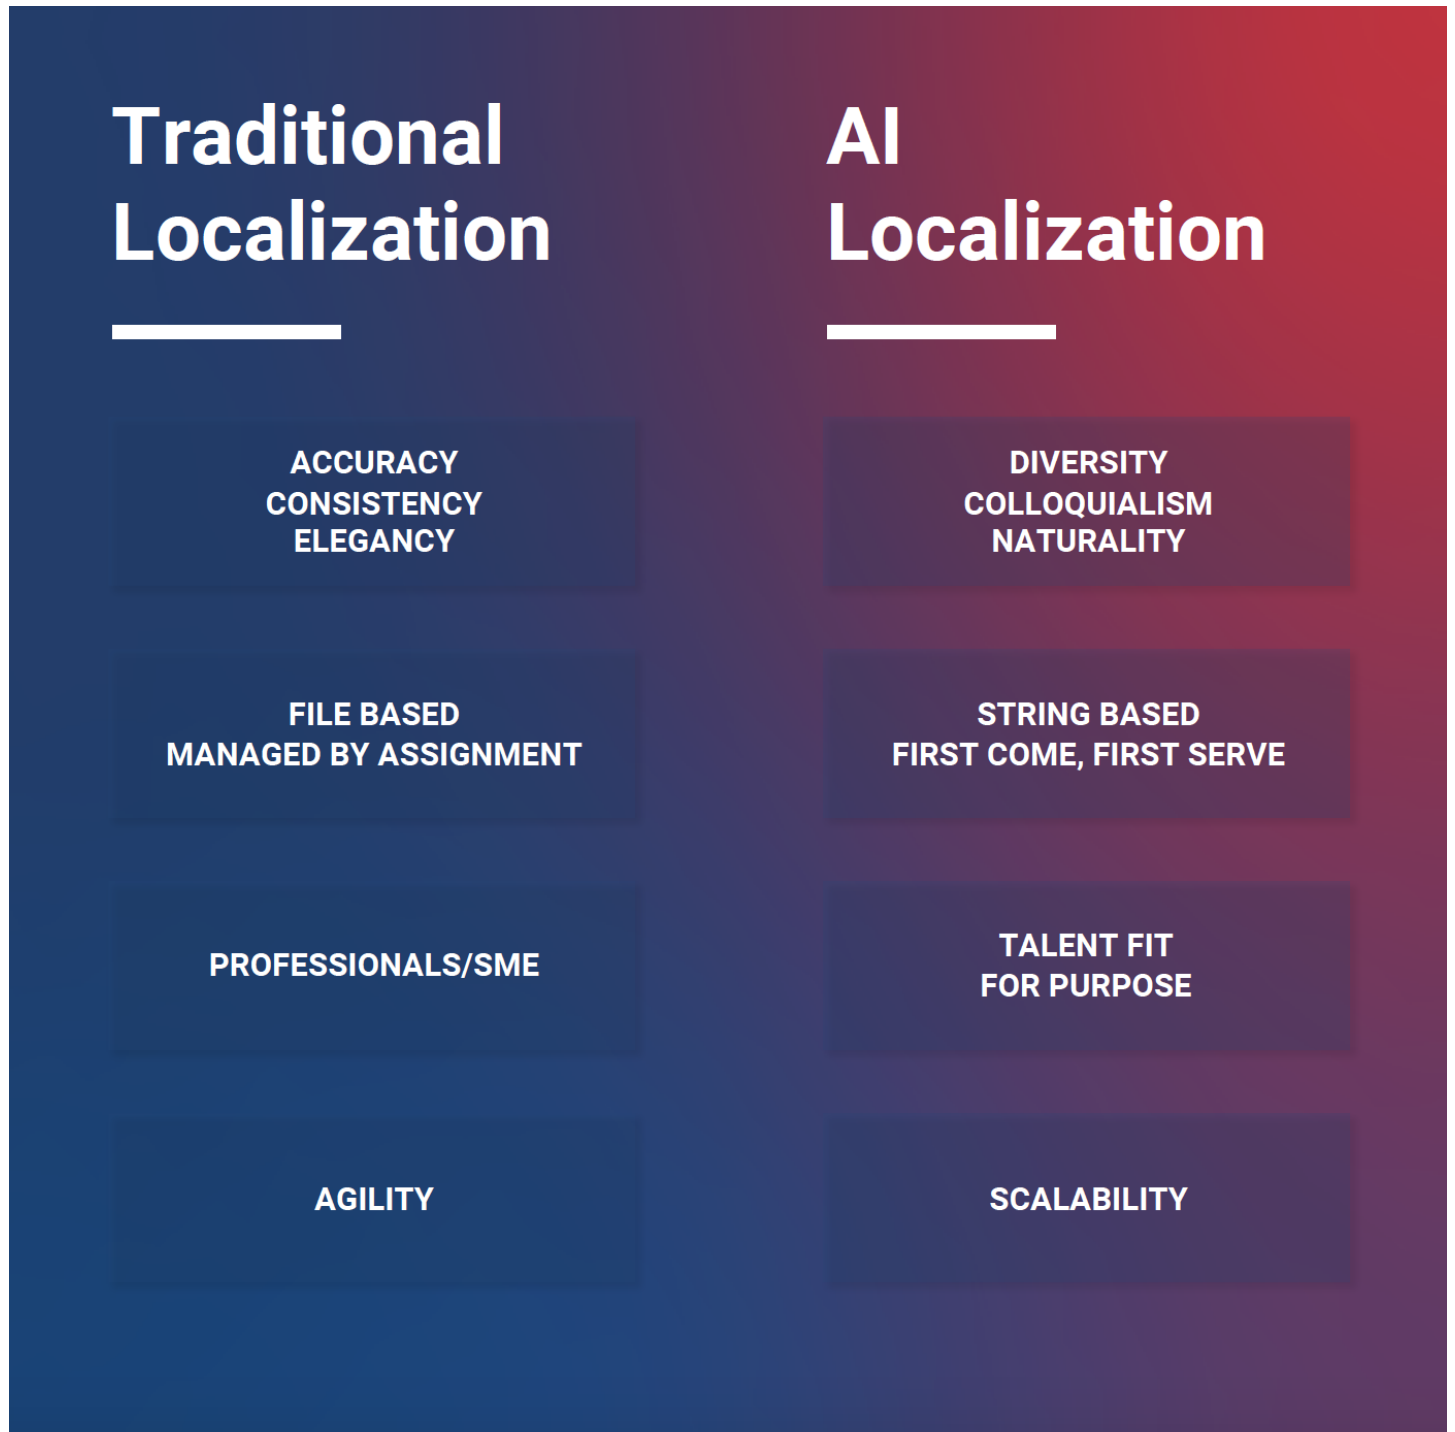 Traditional
Localization
ACCURACY
CONSISTENCY
ELEGANCY
FILE BASED
MANAGED BY ASSIGNMENT
PROFESSIONALS/SME
AGILITY
AI
Localization
DIVERSITY
COLLOQUIALISM
NATURALITY
STRING BASED
FIRST COME, FIRST SERVE
TALENT FIT
FOR PURPOSE
SCALABILITY